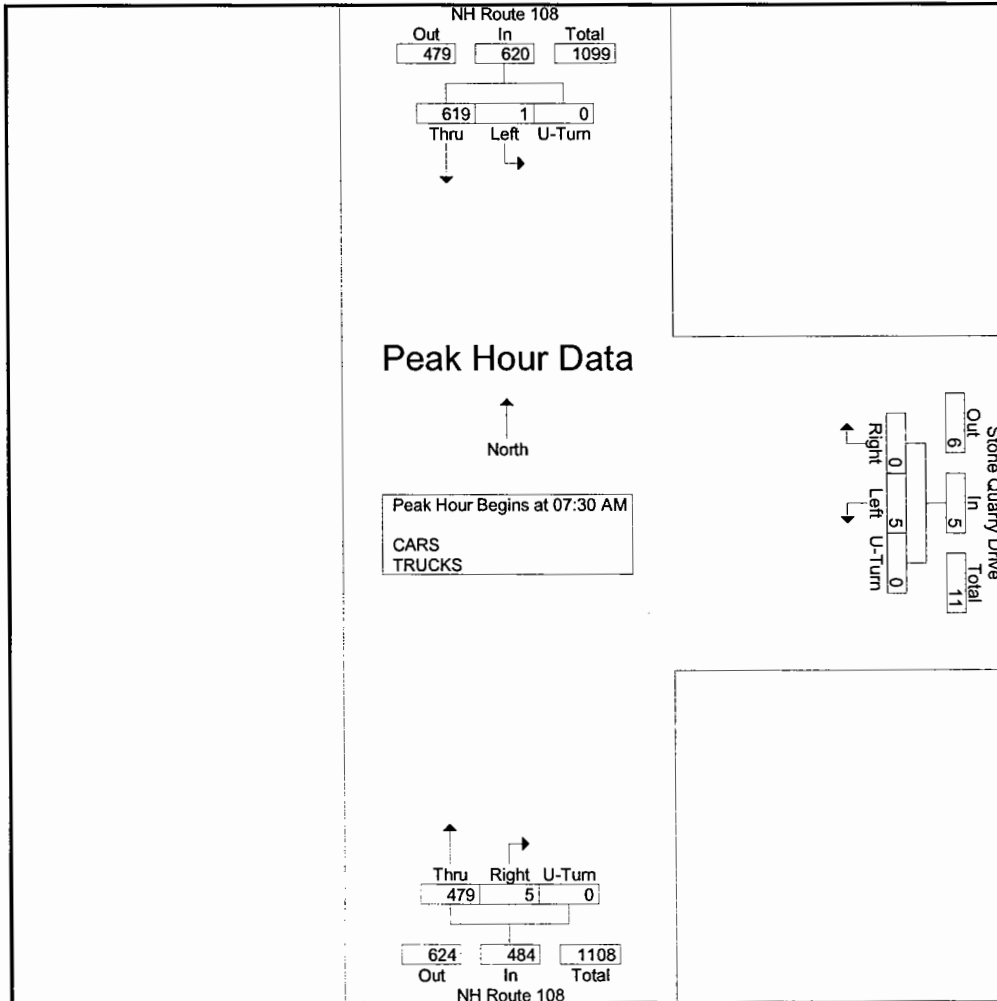 NH Route 108
Out In Total
479 620 1099
619 1 0
Thru Left U-Turn
Peak Hour Data
North
Peak Hour Begins at 07:30 AM
CARS
TRUCKS
Stone Quarry Drive
Out In Total
6 5 11
0 5 0
Right Left U-Turn
Thru Right U-Turn
479 5 0
624 484 1108
Out In Total
NH Route 108